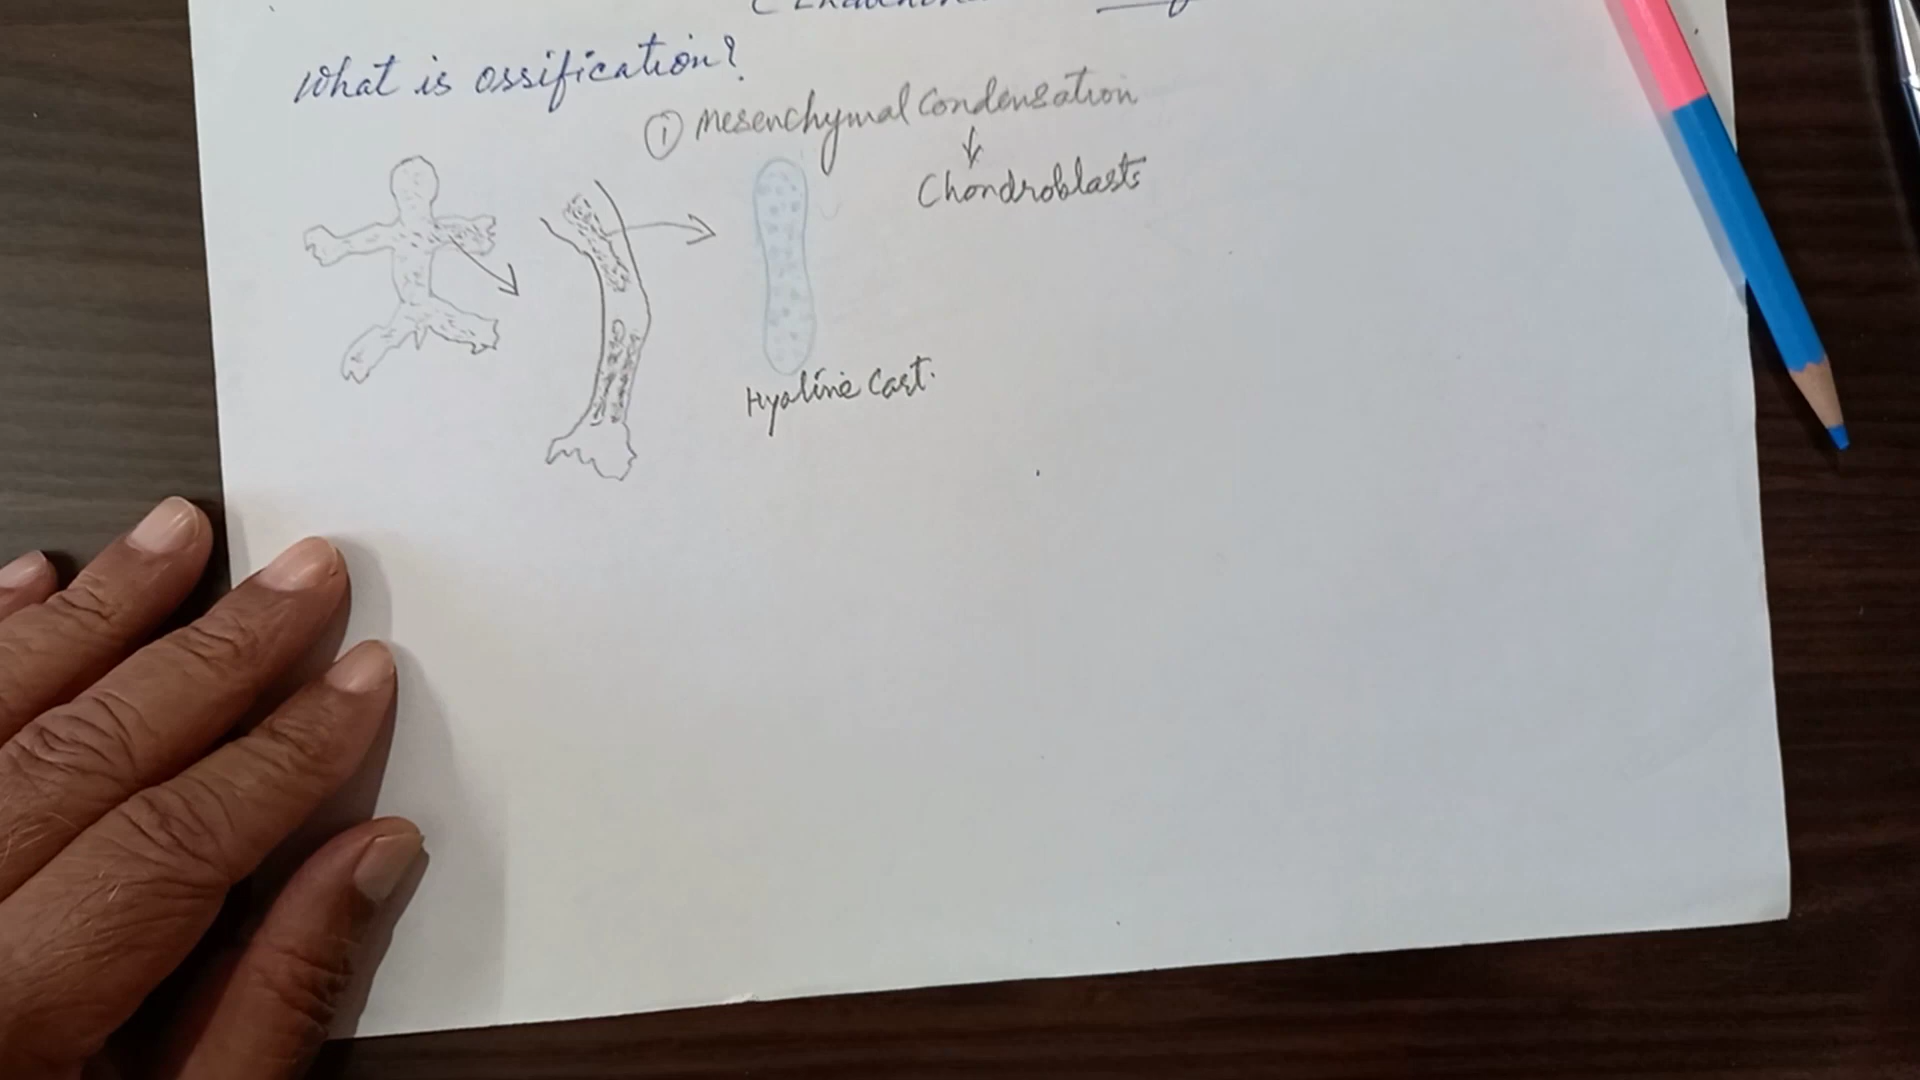 What is ossification?
① Mesenchymal Condensation
↓
Chondroblasts
Hyaline Cart.